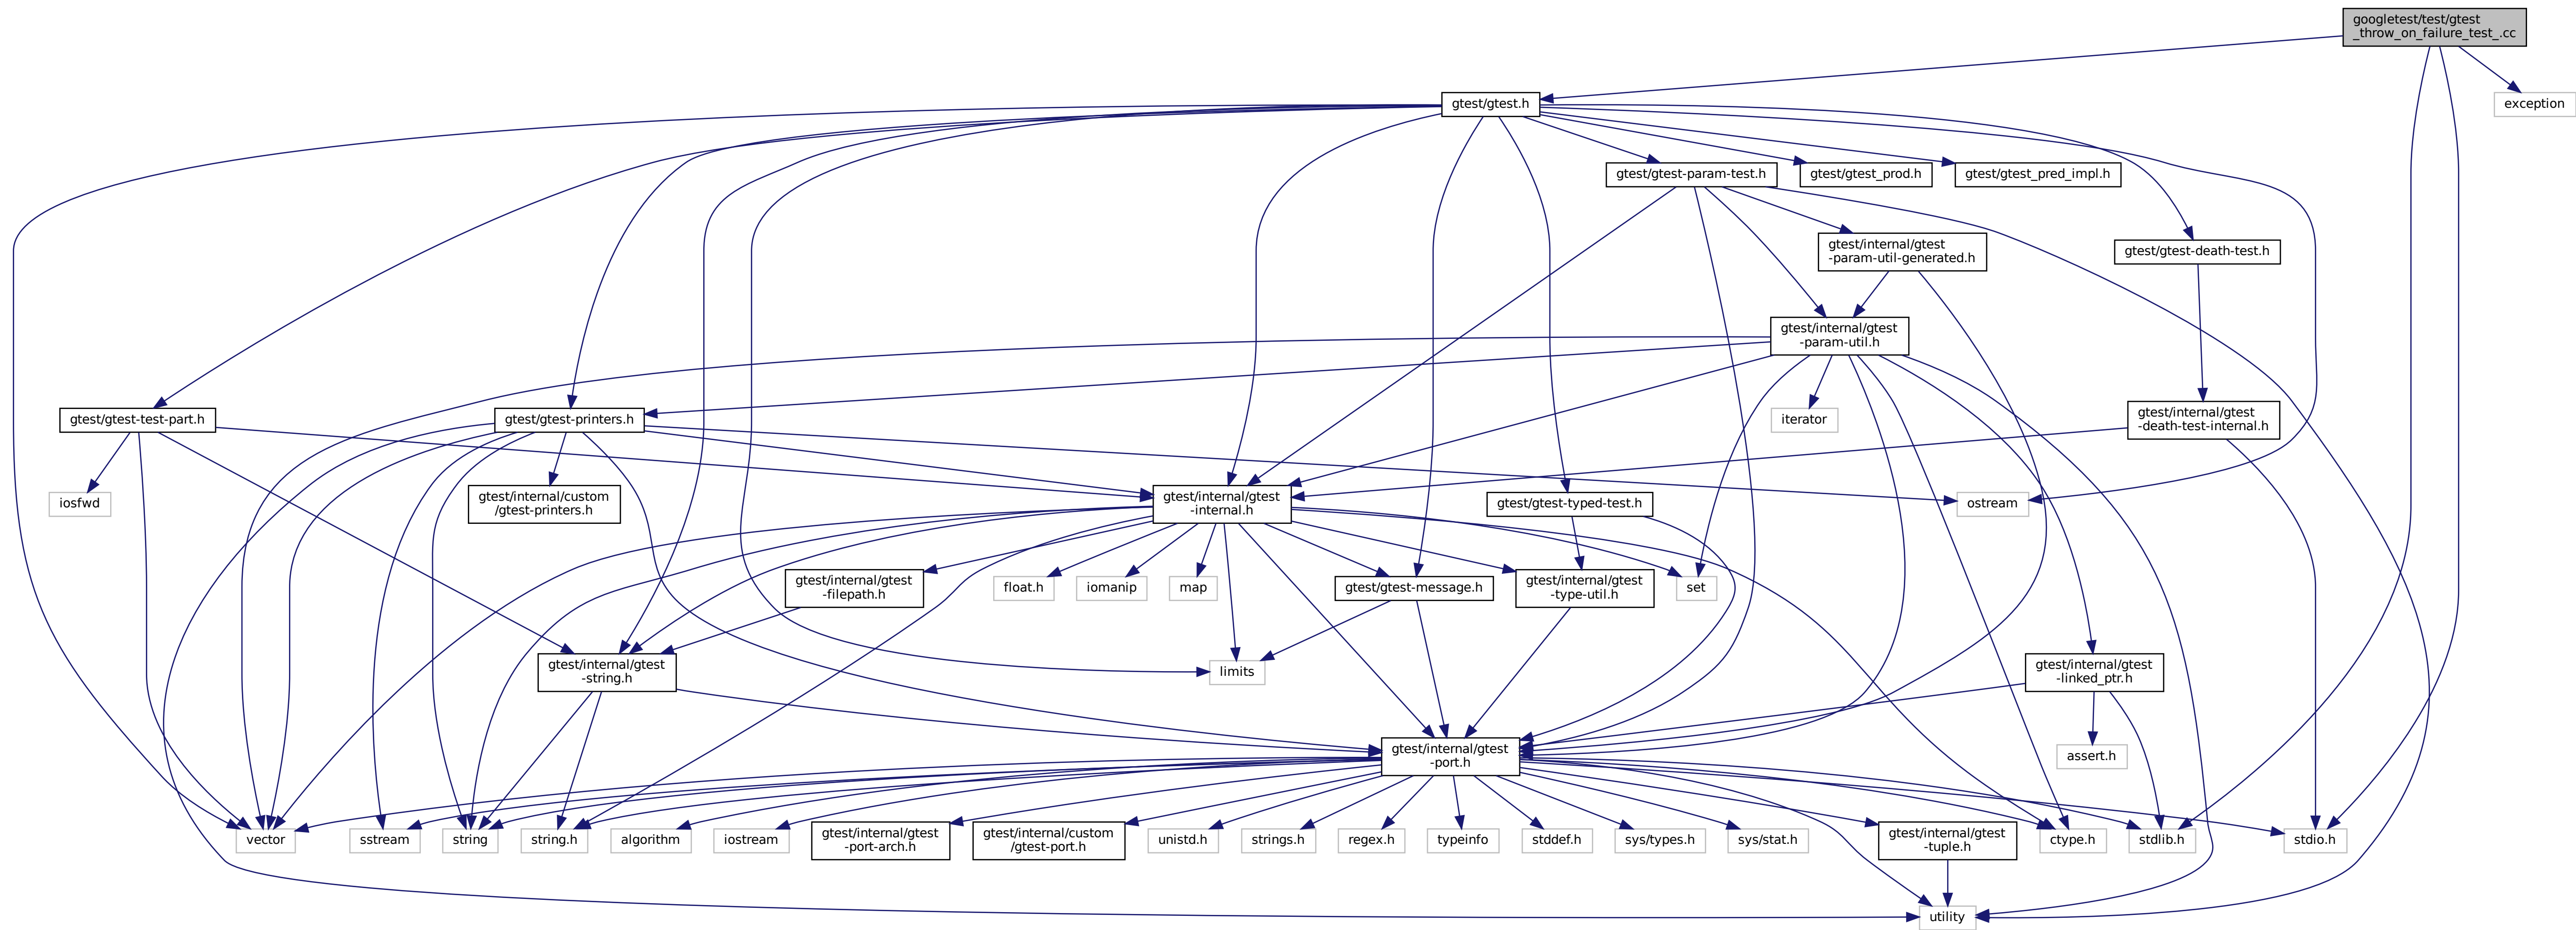 googletest/test/gtest
_throw_on_failure_test_.cc
gtest/gtest.h
exception
gtest/gtest-param-test.h
gtest/gtest_prod.h
gtest/gtest_pred_impl.h
gtest/internal/gtest
-param-util-generated.h
gtest/gtest-death-test.h
gtest/internal/gtest
-param-util.h
gtest/gtest-test-part.h
gtest/gtest-printers.h
iterator
gtest/internal/gtest
-death-test-internal.h
iosfwd
gtest/internal/custom
/gtest-printers.h
gtest/internal/gtest
-internal.h
gtest/gtest-typed-test.h
ostream
gtest/internal/gtest
-filepath.h
float.h
iomanip
map
gtest/gtest-message.h
gtest/internal/gtest
-type-util.h
set
gtest/internal/gtest
-string.h
limits
gtest/internal/gtest
-linked_ptr.h
gtest/internal/gtest
-port.h
assert.h
vector
sstream
string
string.h
algorithm
iostream
gtest/internal/gtest
-port-arch.h
gtest/internal/custom
/gtest-port.h
unistd.h
strings.h
regex.h
typeinfo
stddef.h
sys/types.h
sys/stat.h
gtest/internal/gtest
-tuple.h
ctype.h
stdlib.h
stdio.h
utility